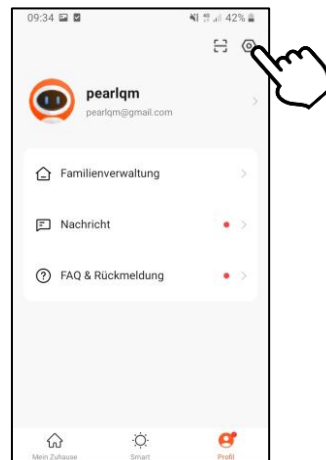 09:34 42%
pearlqm
pearlqm@gmail.com
Familienverwaltung
Nachricht
FAQ & Rückmeldung
Mein Zuhause Smart Profil